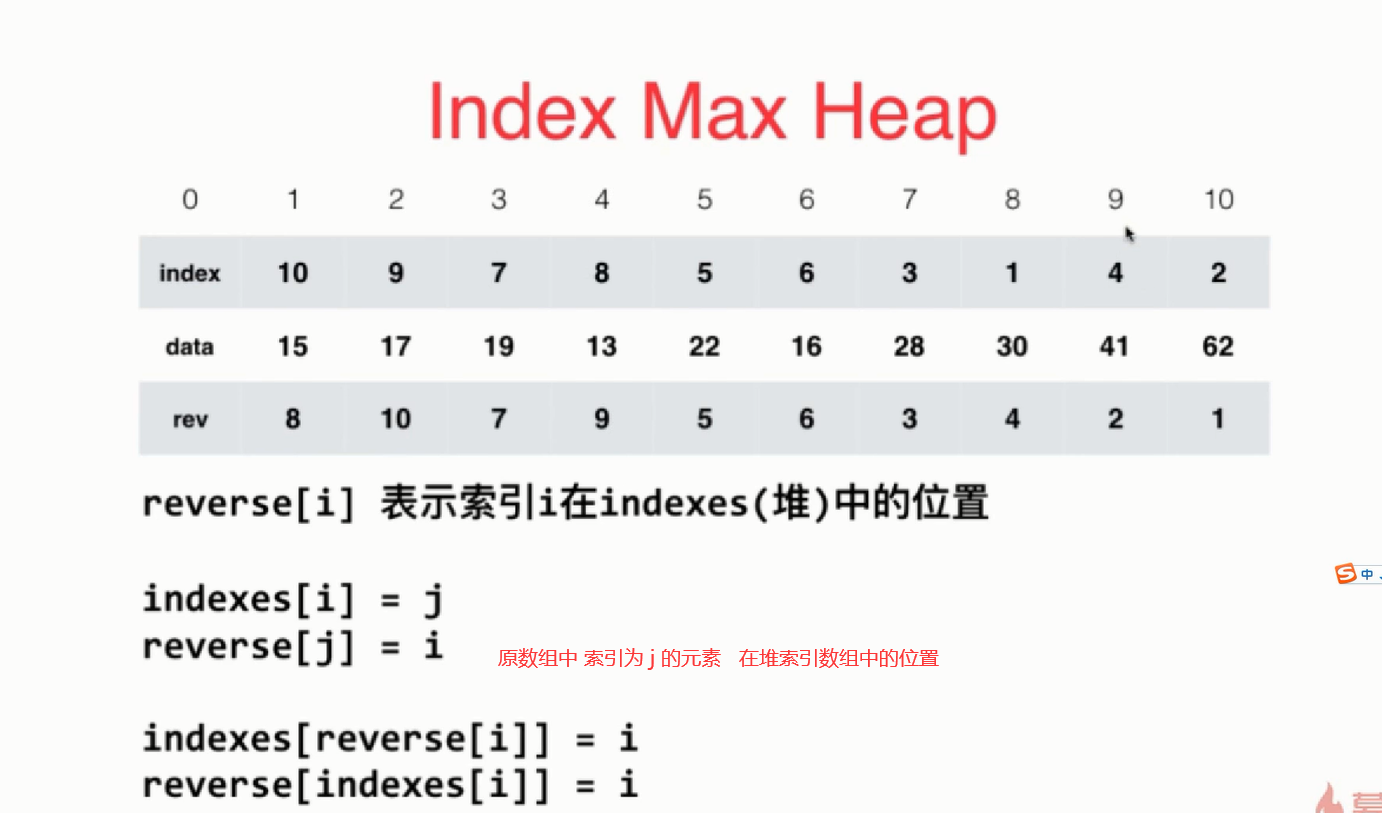 Index Max Heap
0 1 2 3 4 5 6 7 8 9 10
index 10 9 7 8 5 6 3 1 4 2
data 15 17 19 13 22 16 28 30 41 62
rev 8 10 7 9 5 6 3 4 2 1
reverse[i] 表示索引i在indexes(堆)中的位置
中
indexes[i] = j
reverse[j] = i 原数组中 索引为 j 的元素 在堆索引数组中的位置
indexes[reverse[i]] = i
reverse[indexes[i]] = i